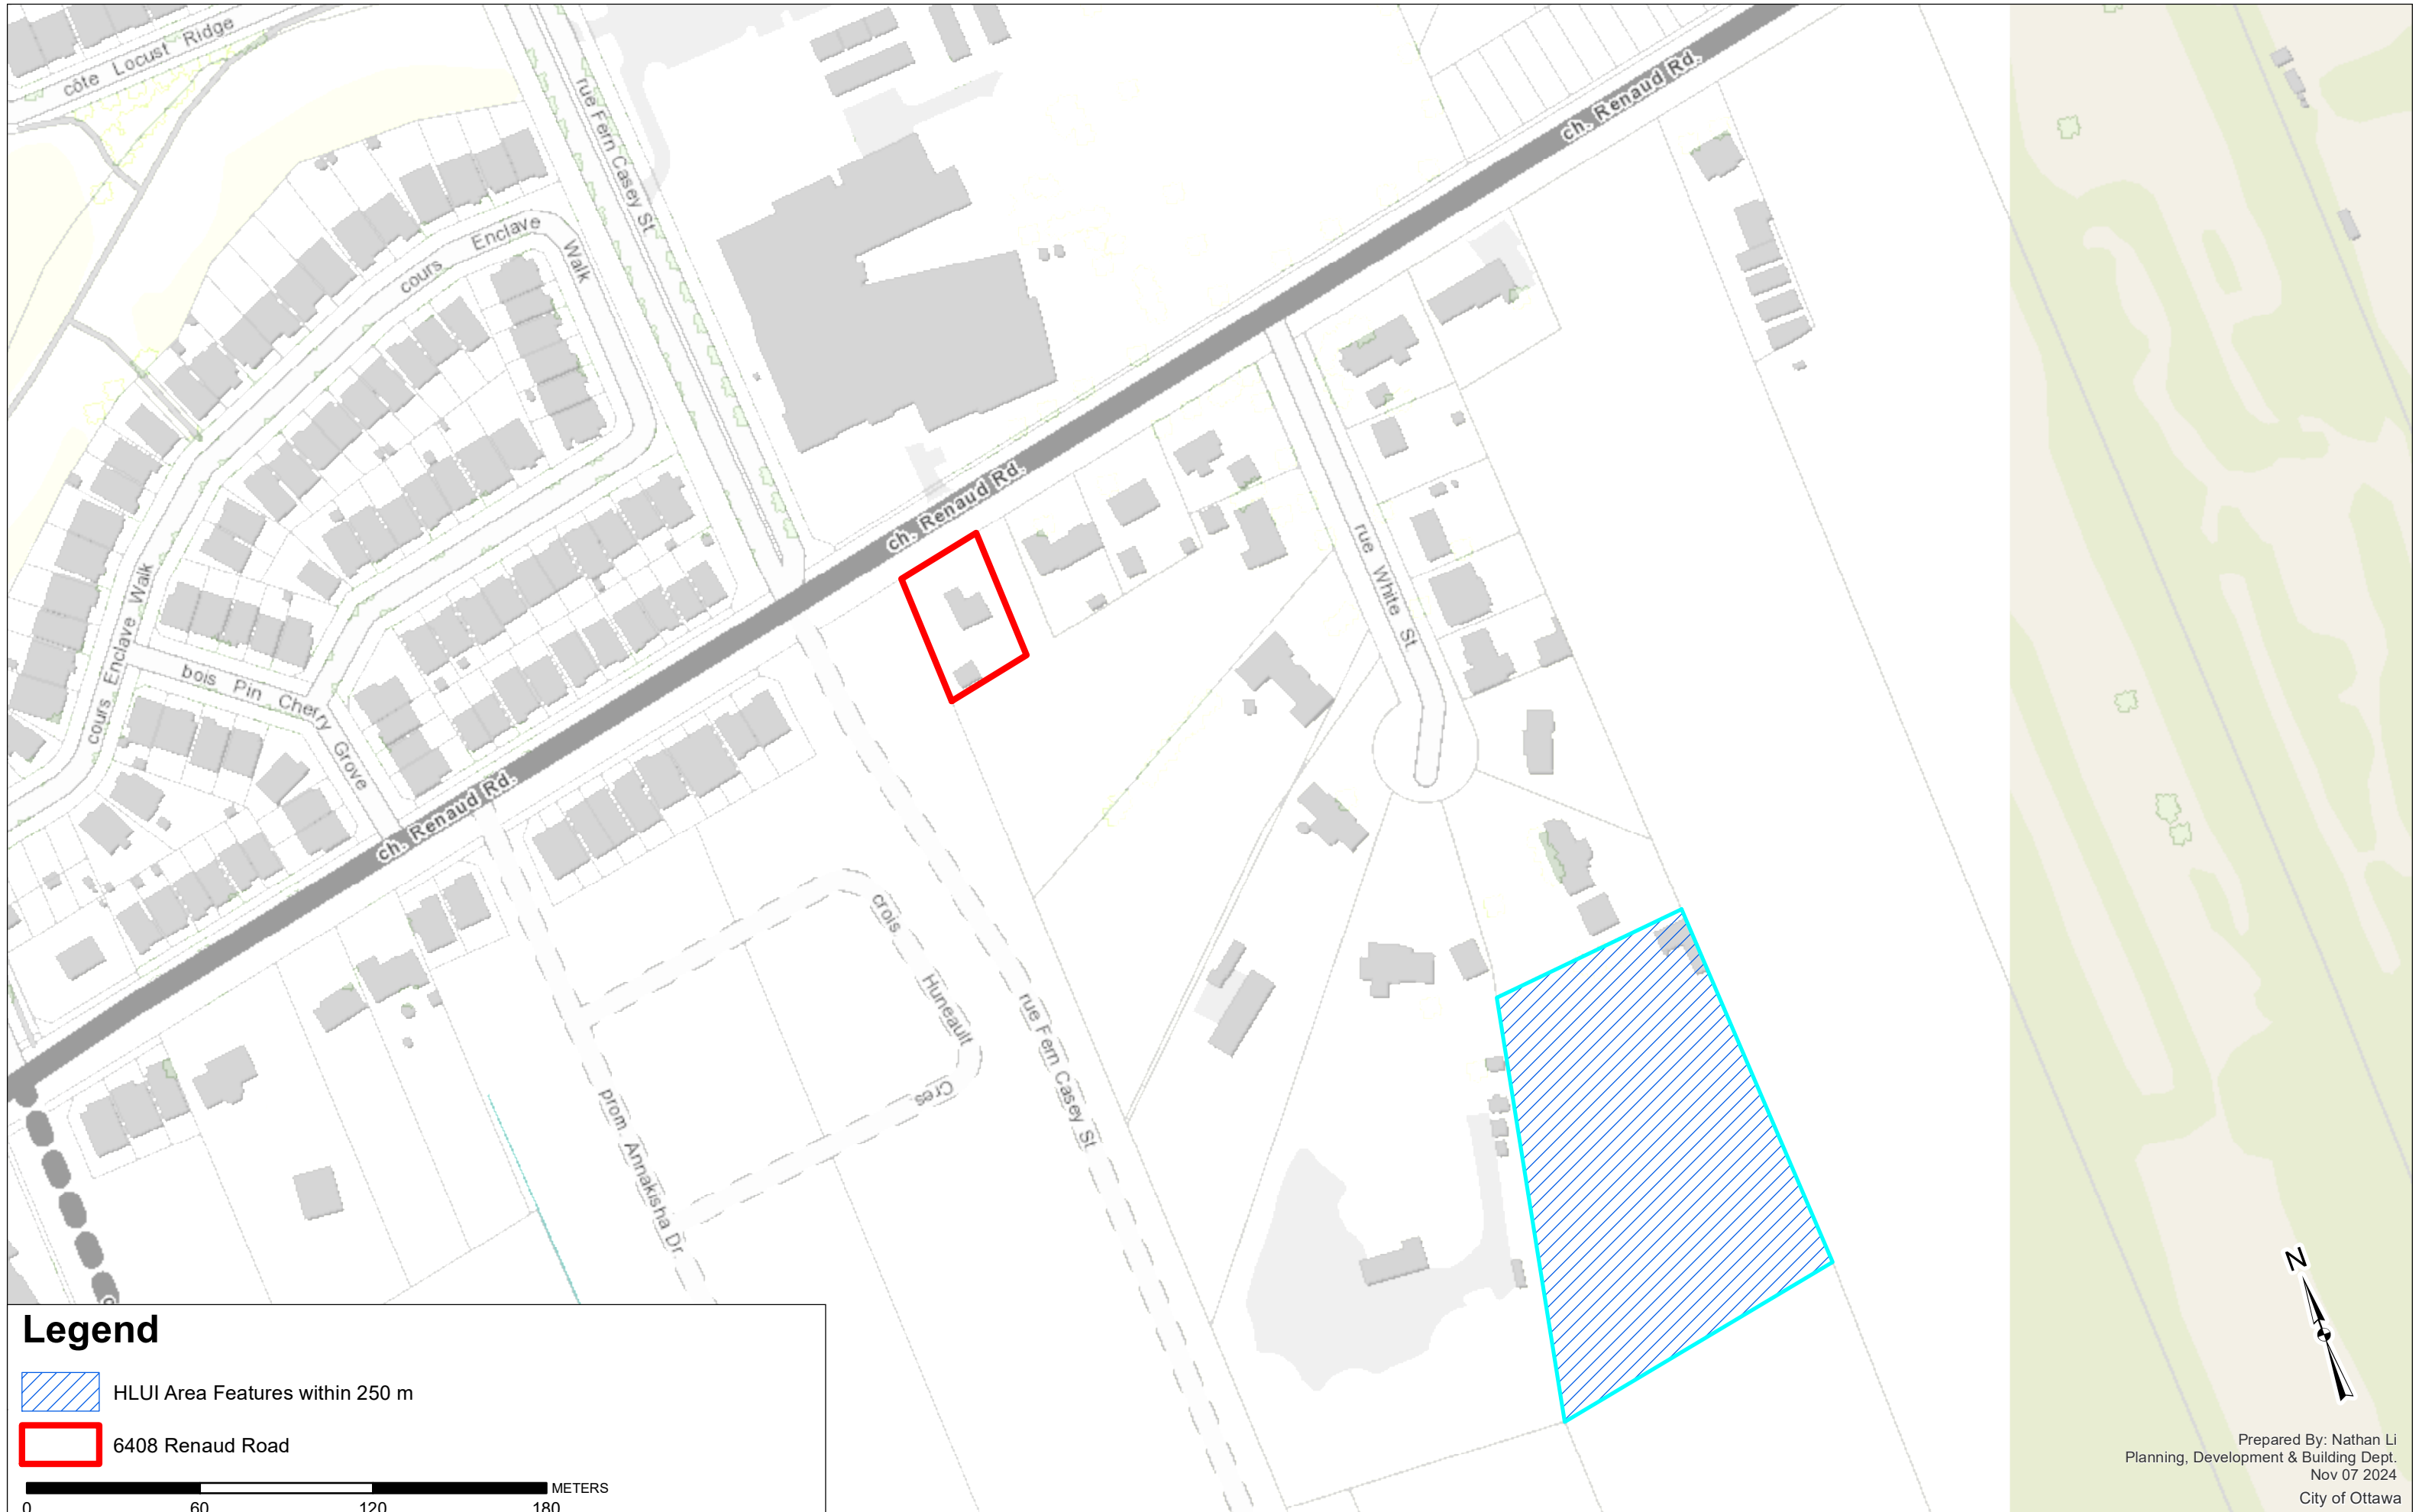 côte Locust Ridge
rue Fern Casey St
ch. Renaud Rd.
cours Enclave Walk
ch. Renaud Rd.
rue White St
cours Enclave Walk
bois Pin Cherry Grove
ch. Renaud Rd.
crois Huneault Cres
rue Fern Casey St
prom. Annakisha Dr
N
Legend
HLUI Area Features within 250 m
6408 Renaud Road
METERS
0 60 120 180
Prepared By: Nathan Li
Planning, Development & Building Dept.
Nov 07 2024
City of Ottawa